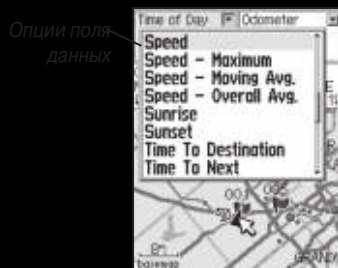 Опции поля
данных
Time of Day Odometer
Speed
Speed - Maximum
Speed - Moving Avg.
Speed - Overall Avg.
Sunrise
Sunset
Time To Destination
Time To Next
001